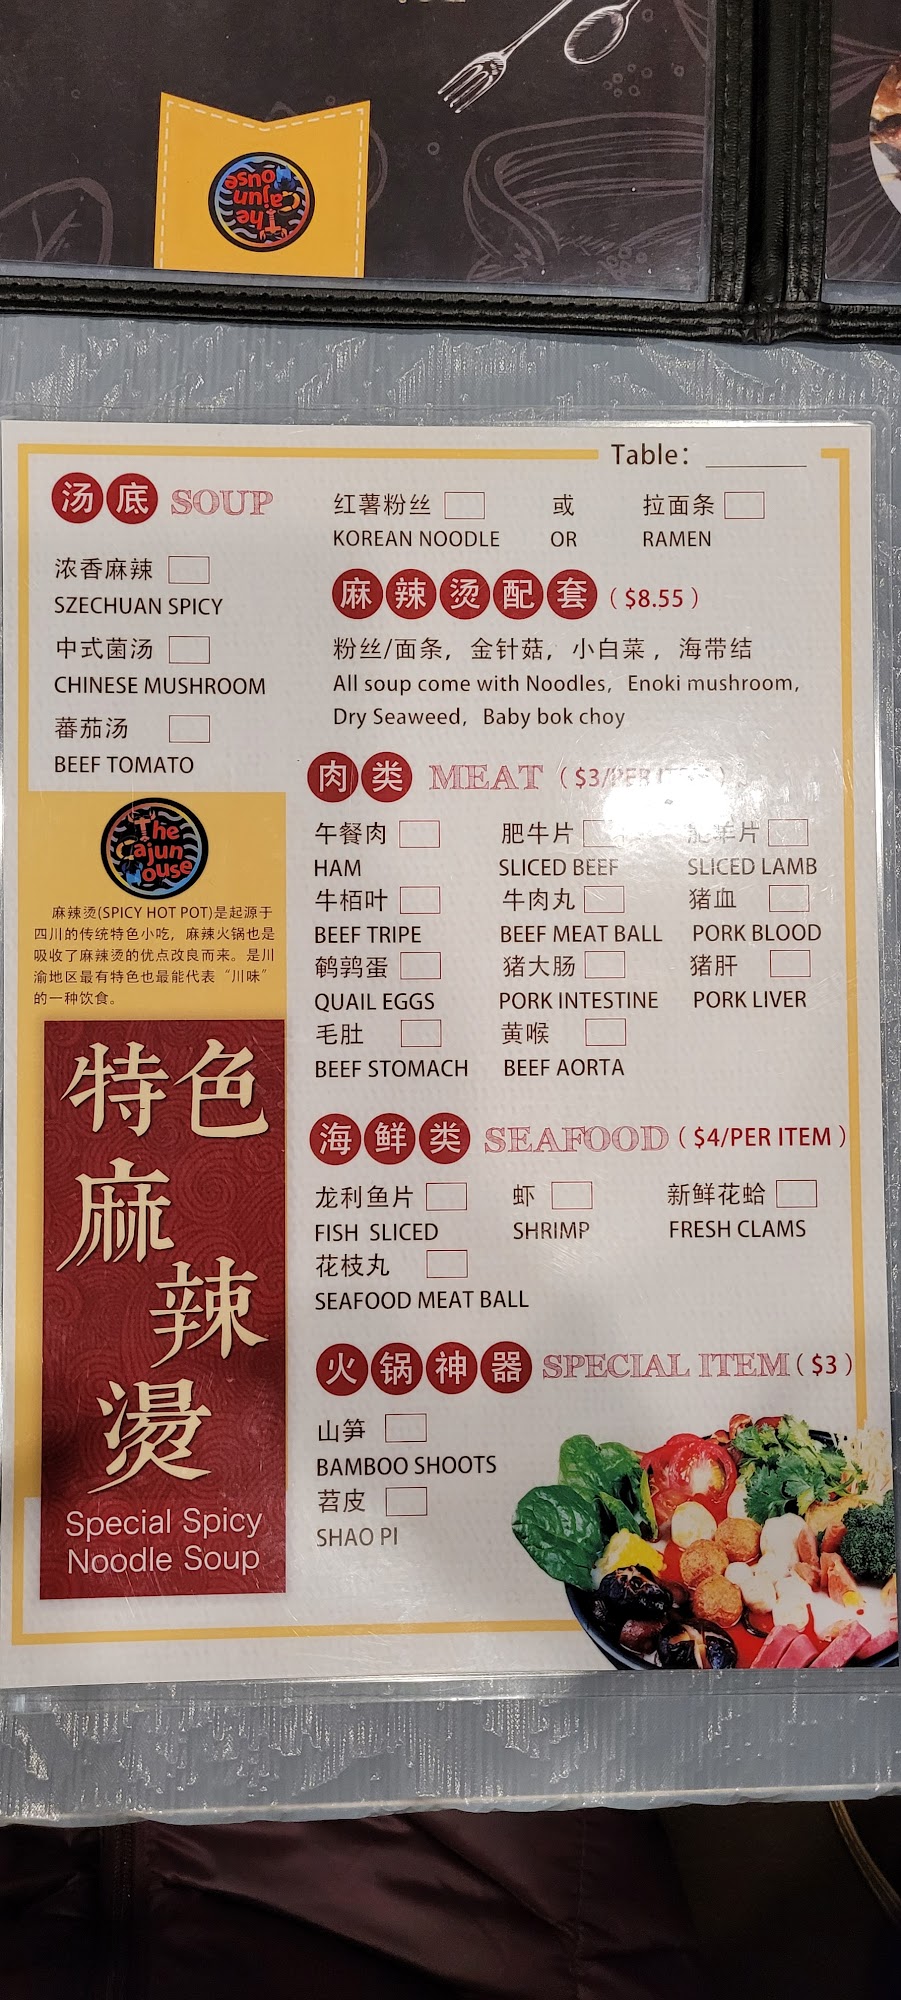 The Cajun House
Table:
汤底 SOUP
浓香麻辣
SZECHUAN SPICY
中式菌汤
CHINESE MUSHROOM
蕃茄汤
BEEF TOMATO
红薯粉丝 或 拉面条
KOREAN NOODLE OR RAMEN
麻辣烫配套 ($8.55)
粉丝/面条, 金针菇, 小白菜, 海带结
All soup come with Noodles, Enoki mushroom,
Dry Seaweed, Baby bok choy
肉类 MEAT ($3/PER ITEM)
午餐肉 肥牛片 肥羊片
HAM SLICED BEEF SLICED LAMB
牛栢叶 牛肉丸 猪血
BEEF TRIPE BEEF MEAT BALL PORK BLOOD
鹌鹑蛋 猪大肠 猪肝
QUAIL EGGS PORK INTESTINE PORK LIVER
毛肚 黄喉
BEEF STOMACH BEEF AORTA
海鲜类 SEAFOOD ($4/PER ITEM)
龙利鱼片 虾 新鲜花蛤
FISH SLICED SHRIMP FRESH CLAMS
花枝丸
SEAFOOD MEAT BALL
火锅神器 SPECIAL ITEM ($3)
山笋
BAMBOO SHOOTS
苕皮
SHAO PI
The Cajun House
麻辣烫(SPICY HOT POT)是起源于
四川的传统特色小吃, 麻辣火锅也是
吸收了麻辣烫的优点改良而来。是川
渝地区最有特色也最能代表“川味”
的一种饮食。
特色
麻
辣
燙
Special Spicy
Noodle Soup